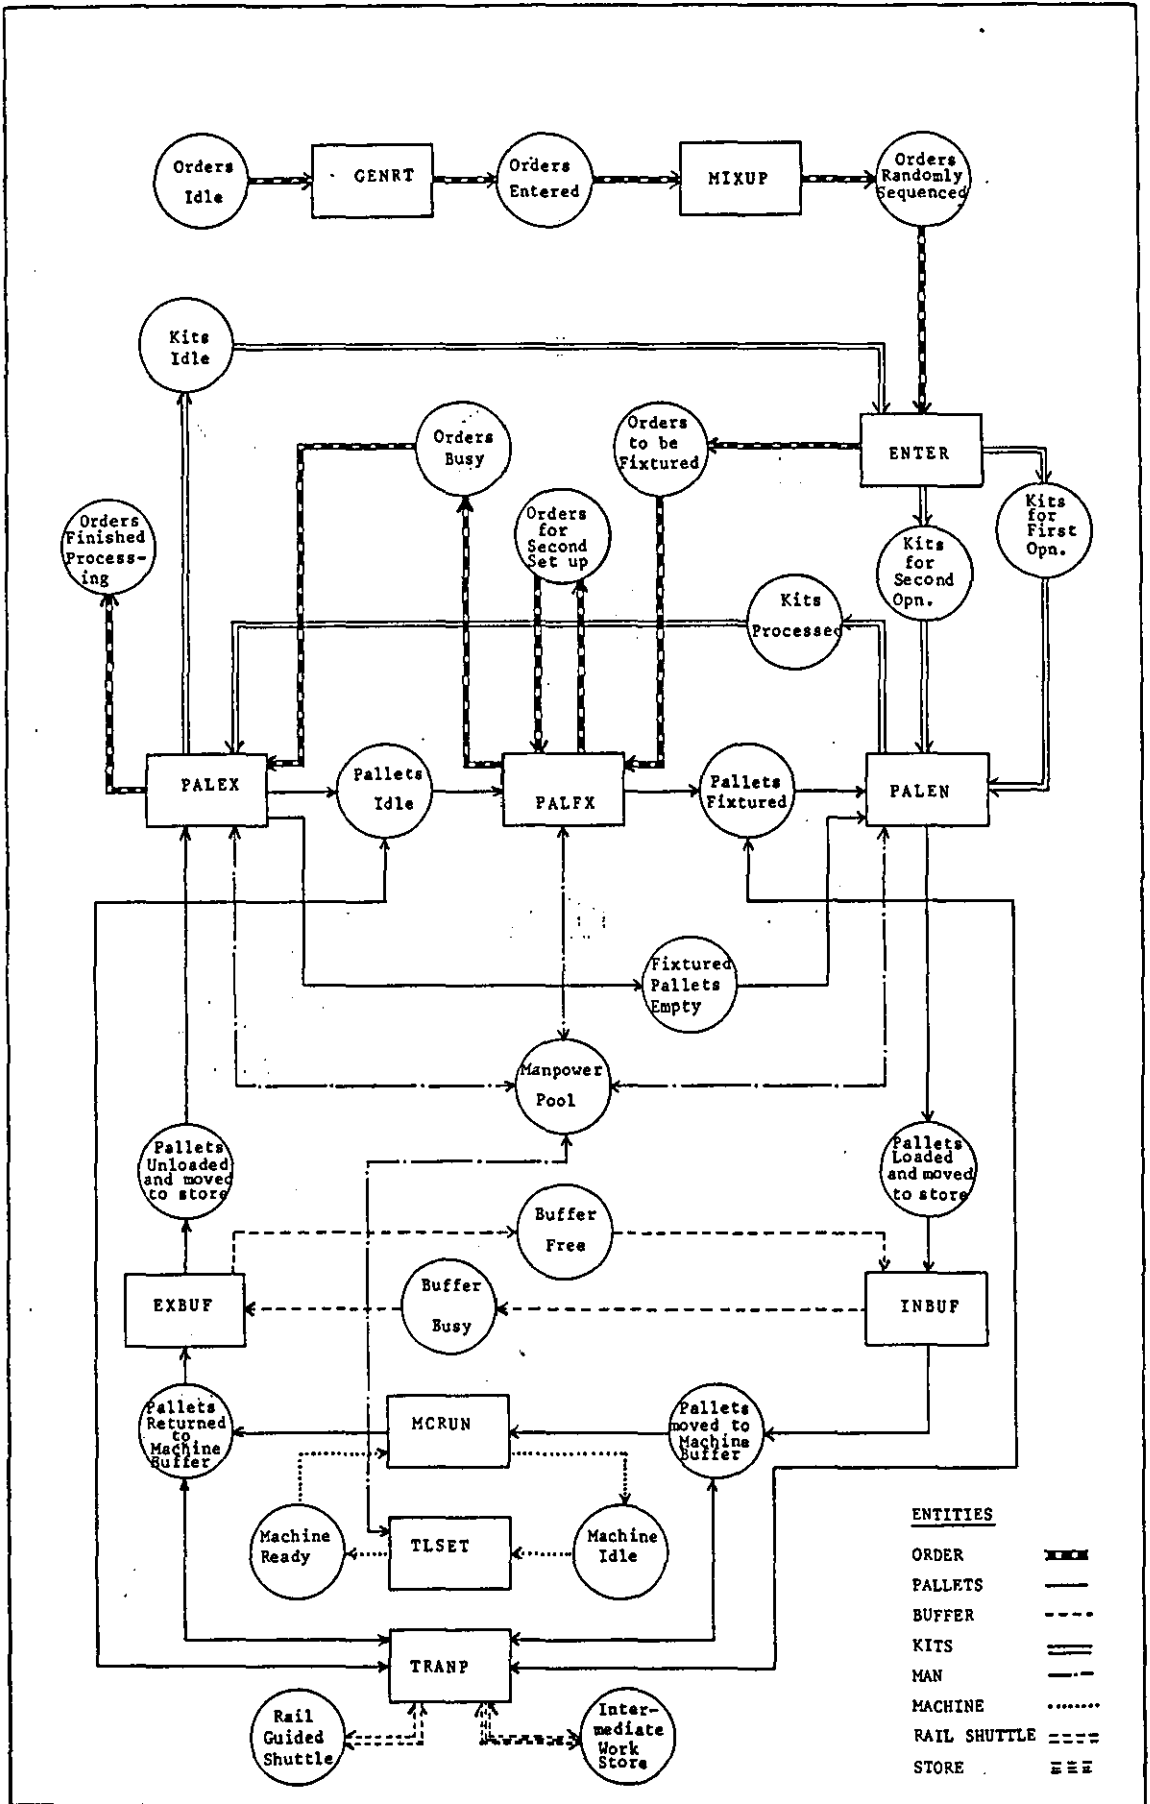 Orders
Idle
GENRT
Orders
Entered
MIXUP
Orders
Randomly
Sequenced
Kits
Idle
Orders
Busy
Orders
to be
Fixtured
ENTER
Orders
Finished
Process-
ing
Orders
for
Second
Set up
Kits
for
Second
Opn.
Kits
for
First
Opn.
Kits
Processed
PALEX
Pallets
Idle
PALFX
Pallets
Fixtured
PALEN
Fixtured
Pallets
Empty
Manpower
Pool
Pallets
Unloaded
and moved
to store
Pallets
Loaded
and moved
to store
Buffer
Free
EXBUF
Buffer
Busy
INBUF
Pallets
Returned
to
Machine
Buffer
MCRUN
Pallets
moved to
Machine
Buffer
Machine
Ready
TLSET
Machine
Idle
TRANP
Rail
Guided
Shuttle
Inter-
mediate
Work
Store
ENTITIES
ORDER
PALLETS
BUFFER
KITS
MAN
MACHINE
RAIL SHUTTLE
STORE